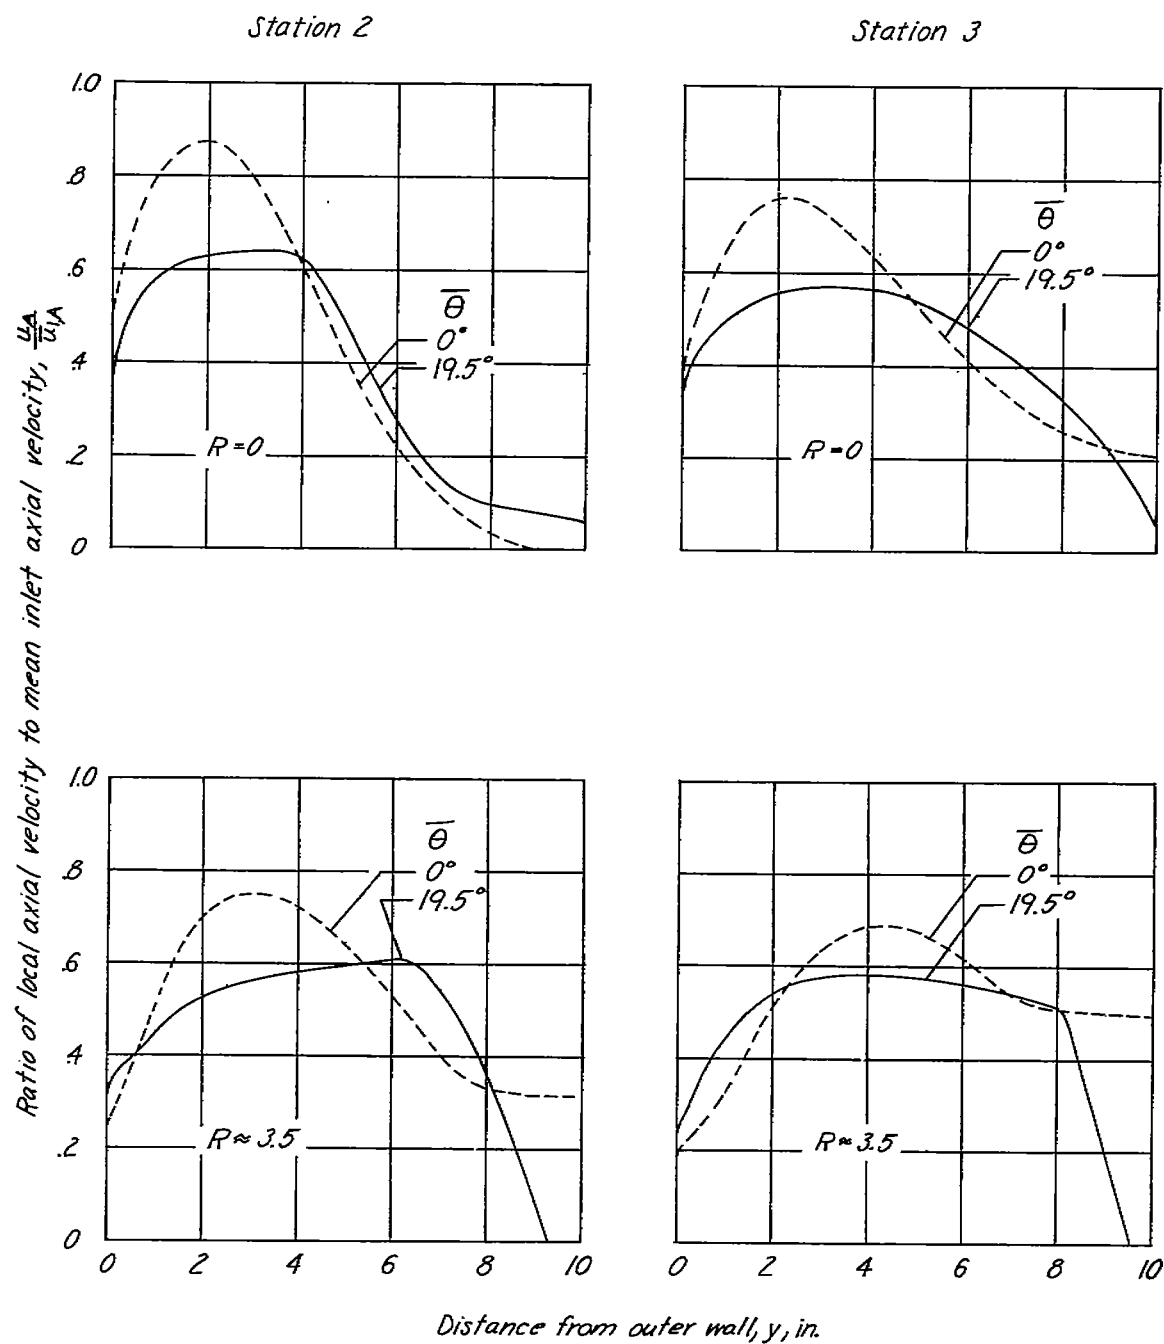 Station 2
Station 3
1.0
.8
.6
.4
.2
0
θ̅
0°
19.5°
R=0
θ̅
0°
19.5°
R=0
Ratio of local axial velocity to mean inlet axial velocity, u_A/u̅_1,A
1.0
.8
.6
.4
.2
0
θ̅
0°
19.5°
R≈3.5
θ̅
0°
19.5°
R≈3.5
0 2 4 6 8 10
0 2 4 6 8 10
Distance from outer wall, y, in.